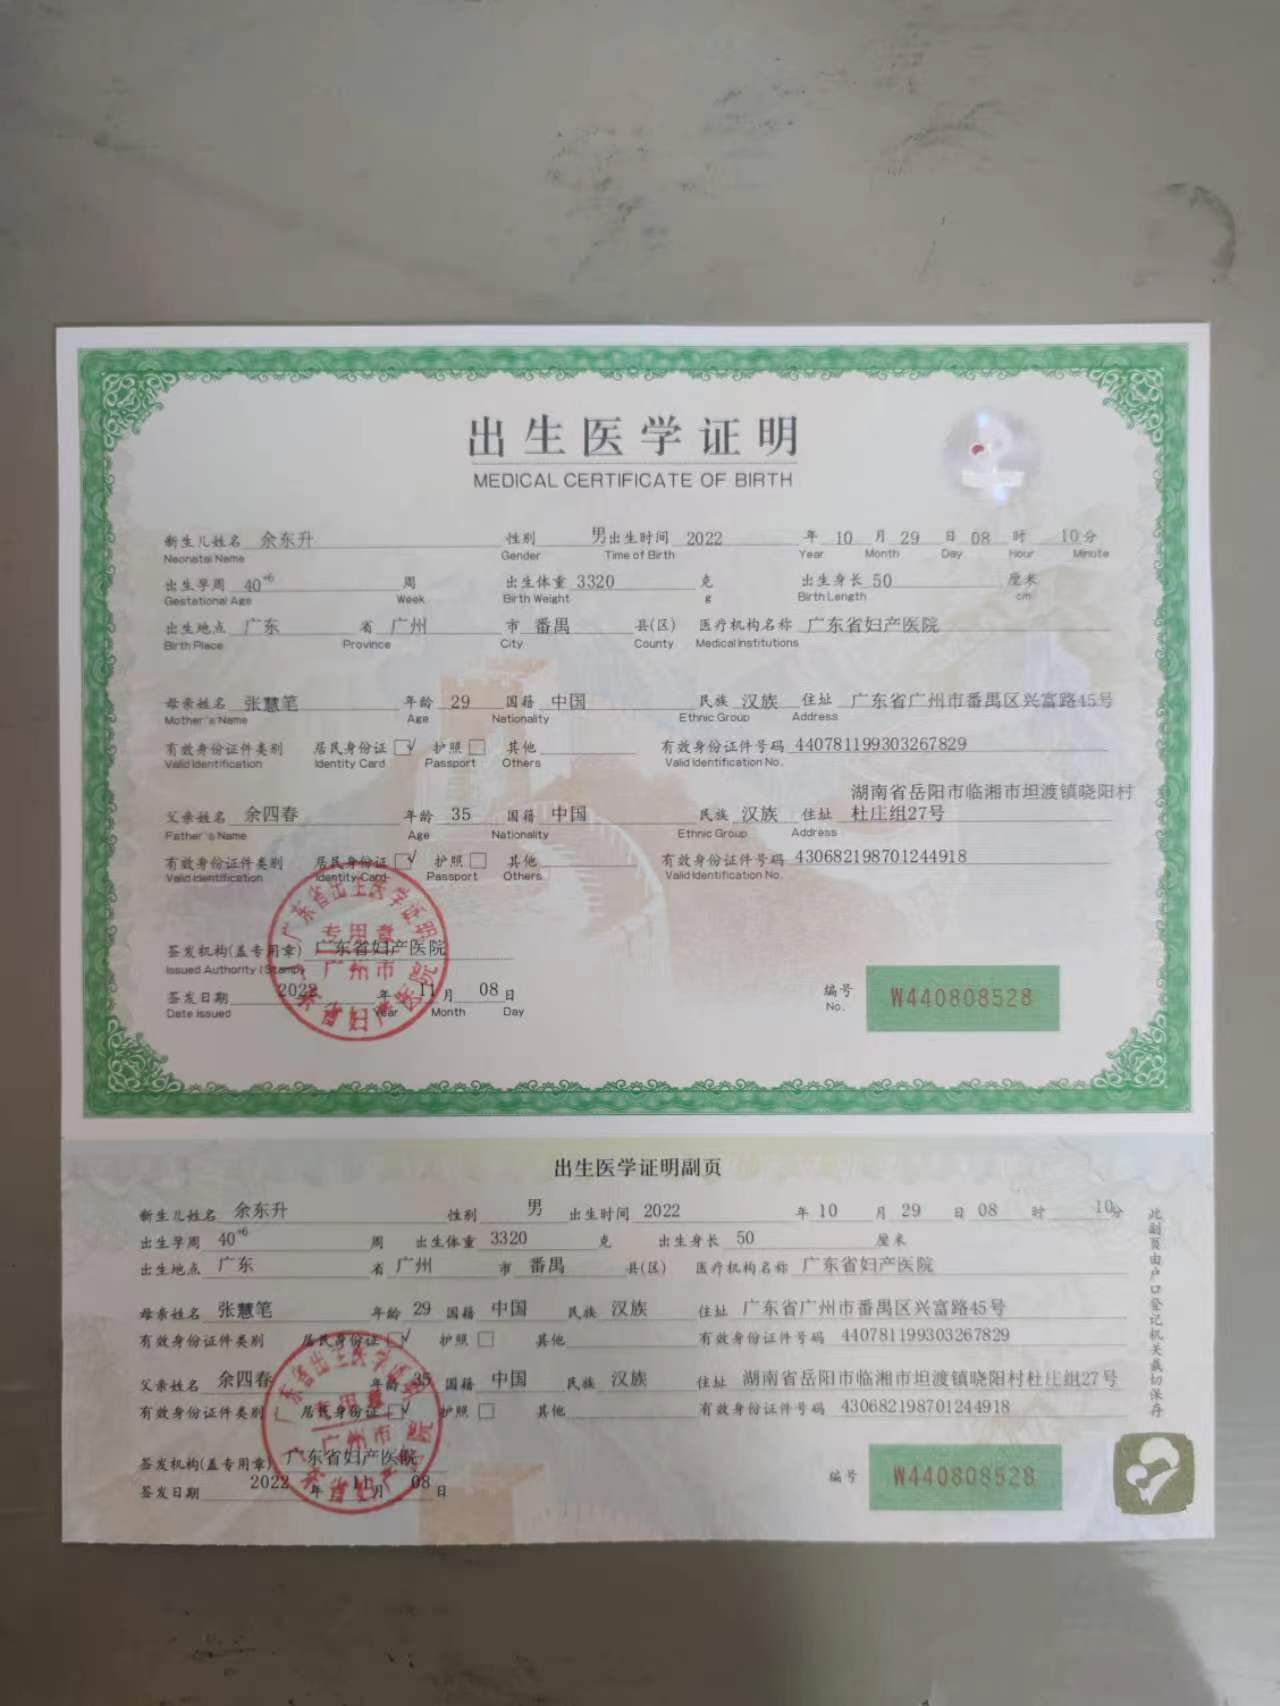 出生医学证明
MEDICAL CERTIFICATE OF BIRTH
新生儿姓名 余东升 性别 男 出生时间 2022 年 10 月 29 日 08 时 10 分
Neonatal Name Gender Time of Birth Year Month Day Hour Minute
出生孕周 40+6 周 出生体重 3320 克 出生身长 50 厘米
Gestational Age Week Birth Weight g Birth Length cm
出生地点 广东 省 广州 市 番禺 县(区) 医疗机构名称 广东省妇产医院
Birth Place Province City County Medical Institutions
母亲姓名 张慧笔 年龄 29 国籍 中国 民族 汉族 住址 广东省广州市番禺区兴富路45号
Mother's Name Age Nationality Ethnic Group Address
有效身份证件类别 居民身份证 √ 护照 其他 有效身份证件号码 440781199303267829
Valid Identification Identity Card Passport Others Valid Identification No.
父亲姓名 余四春 年龄 35 国籍 中国 民族 汉族 住址 湖南省岳阳市临湘市坦渡镇晓阳村杜庄组27号
Father's Name Age Nationality Ethnic Group Address
有效身份证件类别 居民身份证 √ 护照 其他 有效身份证件号码 430682198701244918
Valid Identification Identity Card Passport Others Valid Identification No.
广东省出生医学证明
专用章
广州市
广东省妇产医院
签发机构(盖专用章) 广东省妇产医院
Issued Authority (Stamp)
签发日期 2022 年 11 月 08 日 编号 W440808528
Date issued Year Month Day No.
出生医学证明副页
新生儿姓名 余东升 性别 男 出生时间 2022 年 10 月 29 日 08 时 10 分
出生孕周 40+6 周 出生体重 3320 克 出生身长 50 厘米
出生地点 广东 省 广州 市 番禺 县(区) 医疗机构名称 广东省妇产医院
母亲姓名 张慧笔 年龄 29 国籍 中国 民族 汉族 住址 广东省广州市番禺区兴富路45号
有效身份证件类别 居民身份证 √ 护照 其他 有效身份证件号码 440781199303267829
父亲姓名 余四春 年龄 35 国籍 中国 民族 汉族 住址 湖南省岳阳市临湘市坦渡镇晓阳村杜庄组27号
有效身份证件类别 居民身份证 √ 护照 其他 有效身份证件号码 430682198701244918
广东省出生医学证明
专用章
广州市
广东省妇产医院
签发机构(盖专用章) 广东省妇产医院
签发日期 2022 年 11 月 08 日 编号 W440808528
此副页由户口登记机关裁切保存